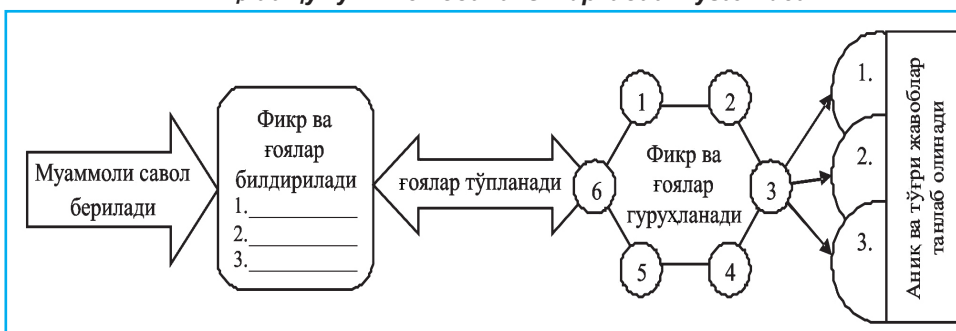 Муаммоли савол
берилади
Фикр ва
ғоялар
билдирилади
1.
2.
3.
ғоялар тўпланади
1
2
3
4
5
6
Фикр ва
ғоялар
гуруҳланади
1.
2.
3.
Аниқ ва тўғри жавоблар
танлаб олинади